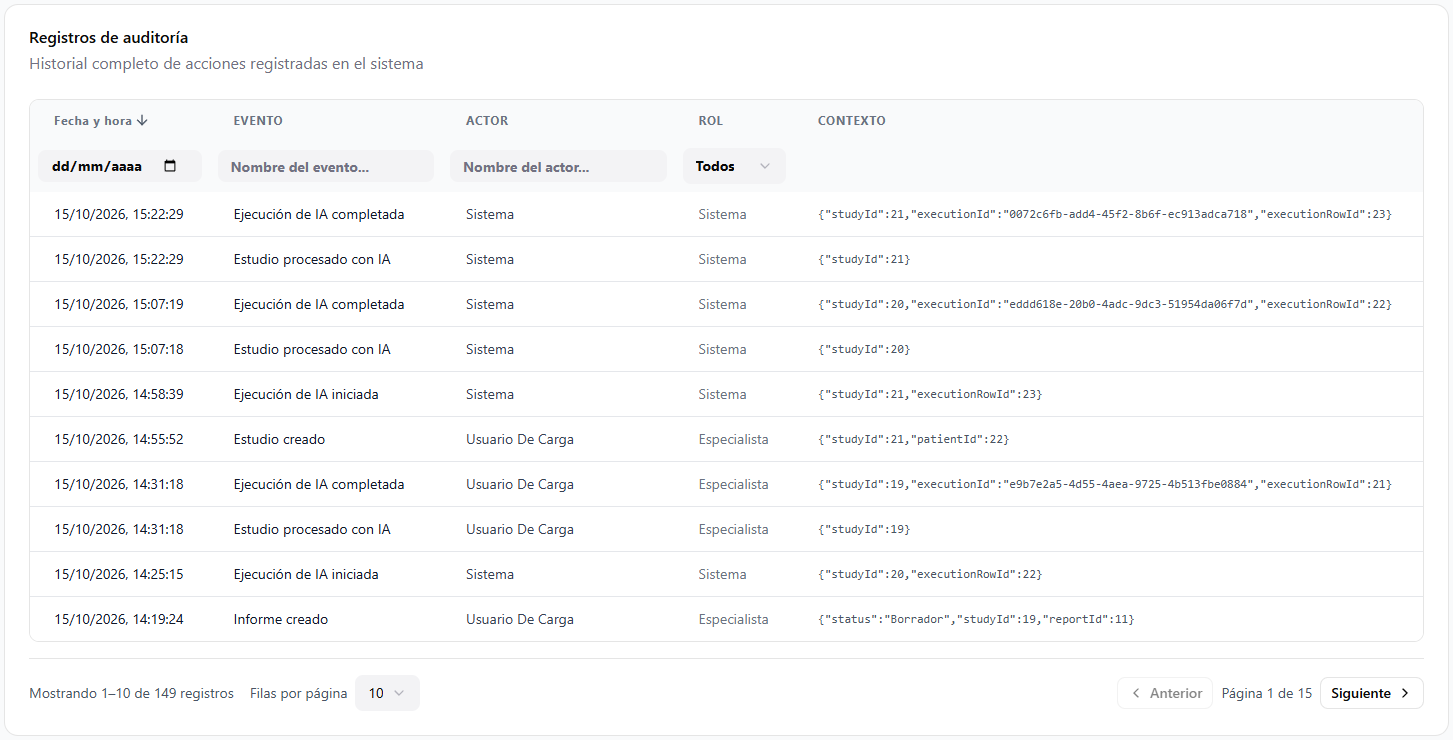 Registros de auditoría
Historial completo de acciones registradas en el sistema
Fecha y hora EVENTO ACTOR ROL CONTEXTO
dd/mm/aaaa Nombre del evento... Nombre del actor... Todos
15/10/2026, 15:22:29 Ejecución de IA completada Sistema Sistema {"studyId":21,"executionId":"0072c6fb-add4-45f2-8b6f-ec913adca718","executionRowId":23}
15/10/2026, 15:22:29 Estudio procesado con IA Sistema Sistema {"studyId":21}
15/10/2026, 15:07:19 Ejecución de IA completada Sistema Sistema {"studyId":20,"executionId":"eddd618e-20b0-4adc-9dc3-51954da06f7d","executionRowId":22}
15/10/2026, 15:07:18 Estudio procesado con IA Sistema Sistema {"studyId":20}
15/10/2026, 14:58:39 Ejecución de IA iniciada Sistema Sistema {"studyId":21,"executionRowId":23}
15/10/2026, 14:55:52 Estudio creado Usuario De Carga Especialista {"studyId":21,"patientId":22}
15/10/2026, 14:31:18 Ejecución de IA completada Usuario De Carga Especialista {"studyId":19,"executionId":"e9b7e2a5-4d55-4aea-9725-4b513fbe0884","executionRowId":21}
15/10/2026, 14:31:18 Estudio procesado con IA Usuario De Carga Especialista {"studyId":19}
15/10/2026, 14:25:15 Ejecución de IA iniciada Sistema Sistema {"studyId":20,"executionRowId":22}
15/10/2026, 14:19:24 Informe creado Usuario De Carga Especialista {"status":"Borrador","studyId":19,"reportId":11}
Mostrando 1–10 de 149 registros Filas por página 10 Anterior Página 1 de 15 Siguiente